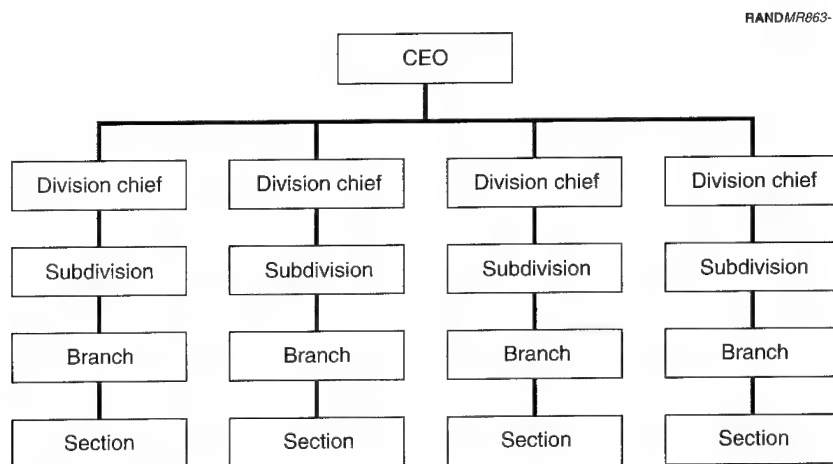 RANDMR863-
CEO
Division chief Division chief Division chief Division chief
Subdivision Subdivision Subdivision Subdivision
Branch Branch Branch Branch
Section Section Section Section